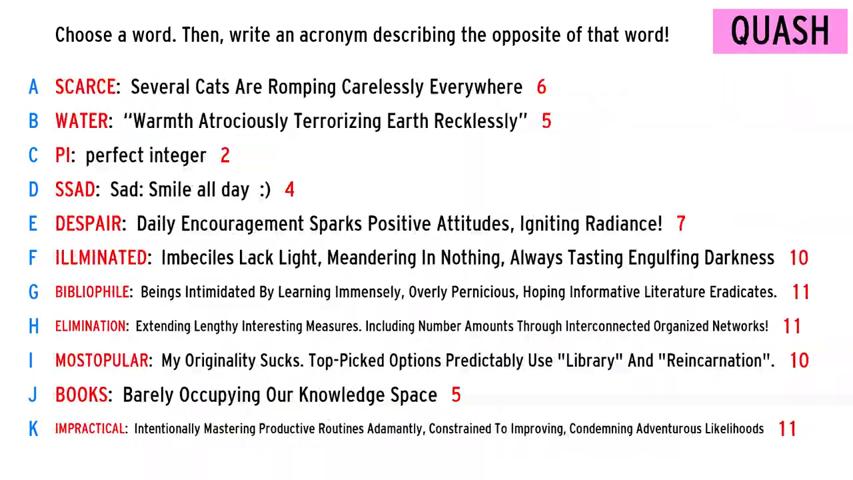 Choose a word. Then, write an acronym describing the opposite of that word!
QUASH
A SCARCE: Several Cats Are Romping Carelessly Everywhere 6
B WATER: “Warmth Atrociously Terrorizing Earth Recklessly” 5
C PI: perfect integer 2
D SSAD: Sad: Smile all day :) 4
E DESPAIR: Daily Encouragement Sparks Positive Attitudes, Igniting Radiance! 7
F ILLMINATED: Imbeciles Lack Light, Meandering In Nothing, Always Tasting Engulfing Darkness 10
G BIBLIOPHILE: Beings Intimidated By Learning Immensely, Overly Pernicious, Hoping Informative Literature Eradicates. 11
H ELIMINATION: Extending Lengthy Interesting Measures. Including Number Amounts Through Interconnected Organized Networks! 11
I MOSTOPULAR: My Originality Sucks. Top-Picked Options Predictably Use "Library" And "Reincarnation". 10
J BOOKS: Barely Occupying Our Knowledge Space 5
K IMPRACTICAL: Intentionally Mastering Productive Routines Adamantly, Constrained To Improving, Condemning Adventurous Likelihoods 11